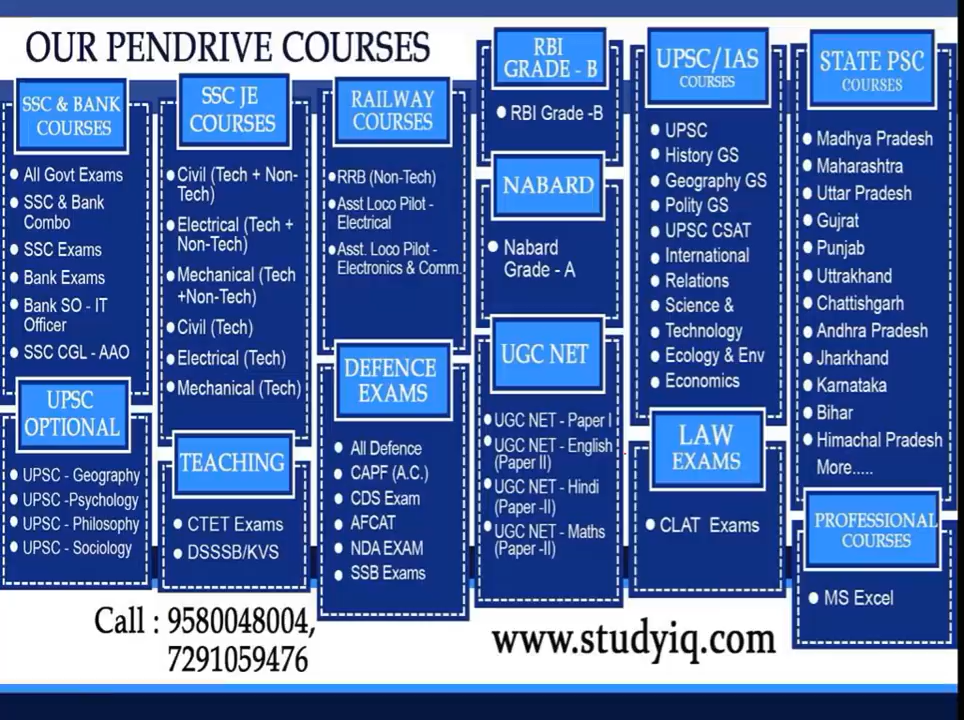 OUR PENDRIVE COURSES
SSC & BANK
COURSES
● All Govt Exams
● SSC & Bank
Combo
● SSC Exams
● Bank Exams
● Bank SO - IT
Officer
● SSC CGL - AAO
UPSC
OPTIONAL
● UPSC - Geography
● UPSC -Psychology
● UPSC - Philosophy
● UPSC - Sociology
SSC JE
COURSES
● Civil (Tech + Non-
Tech)
● Electrical (Tech +
Non-Tech)
● Mechanical (Tech
+Non-Tech)
● Civil (Tech)
● Electrical (Tech)
● Mechanical (Tech)
TEACHING
● CTET Exams
● DSSSB/KVS
RAILWAY
COURSES
● RRB (Non-Tech)
● Asst Loco Pilot -
Electrical
● Asst. Loco Pilot -
Electronics & Comm.
DEFENCE
EXAMS
● All Defence
● CAPF (A.C.)
● CDS Exam
● AFCAT
● NDA EXAM
● SSB Exams
RBI
GRADE - B
● RBI Grade -B
NABARD
● Nabard
Grade - A
UGC NET
● UGC NET - Paper I
● UGC NET - English
(Paper II)
● UGC NET - Hindi
(Paper -II)
● UGC NET - Maths
(Paper -II)
UPSC/IAS
COURSES
● UPSC
● History GS
● Geography GS
● Polity GS
● UPSC CSAT
● International
● Relations
● Science &
● Technology
● Ecology & Env
● Economics
LAW
EXAMS
● CLAT Exams
STATE PSC
COURSES
● Madhya Pradesh
● Maharashtra
● Uttar Pradesh
● Gujrat
● Punjab
● Uttrakhand
● Chattishgarh
● Andhra Pradesh
● Jharkhand
● Karnataka
● Bihar
● Himachal Pradesh
More.....
PROFESSIONAL
COURSES
● MS Excel
Call : 9580048004,
7291059476
www.studyiq.com